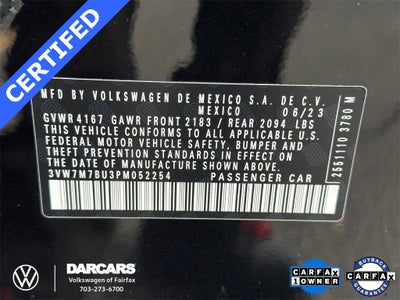 CERTIFIED
MFD. BY VOLKSWAGEN DE MEXICO S.A. DE C.V.
MEXICO 06/23
GVWR 4167 GAWR FRONT 2183 / REAR 2094 LBS
THIS VEHICLE CONFORMS TO ALL APPLICABLE U.S.
FEDERAL MOTOR VEHICLE SAFETY, BUMPER AND
THEFT PREVENTION STANDARDS IN EFFECT ON THE
DATE OF MANUFACTURE SHOWN ABOVE.
3VW7M7BU3PM052254 PASSENGER CAR
2661110 3780 M
DARCARS
Volkswagen of Fairfax
703-273-6700
CARFAX
1 OWNER
CARFAX
BUYBACK
GUARANTEE